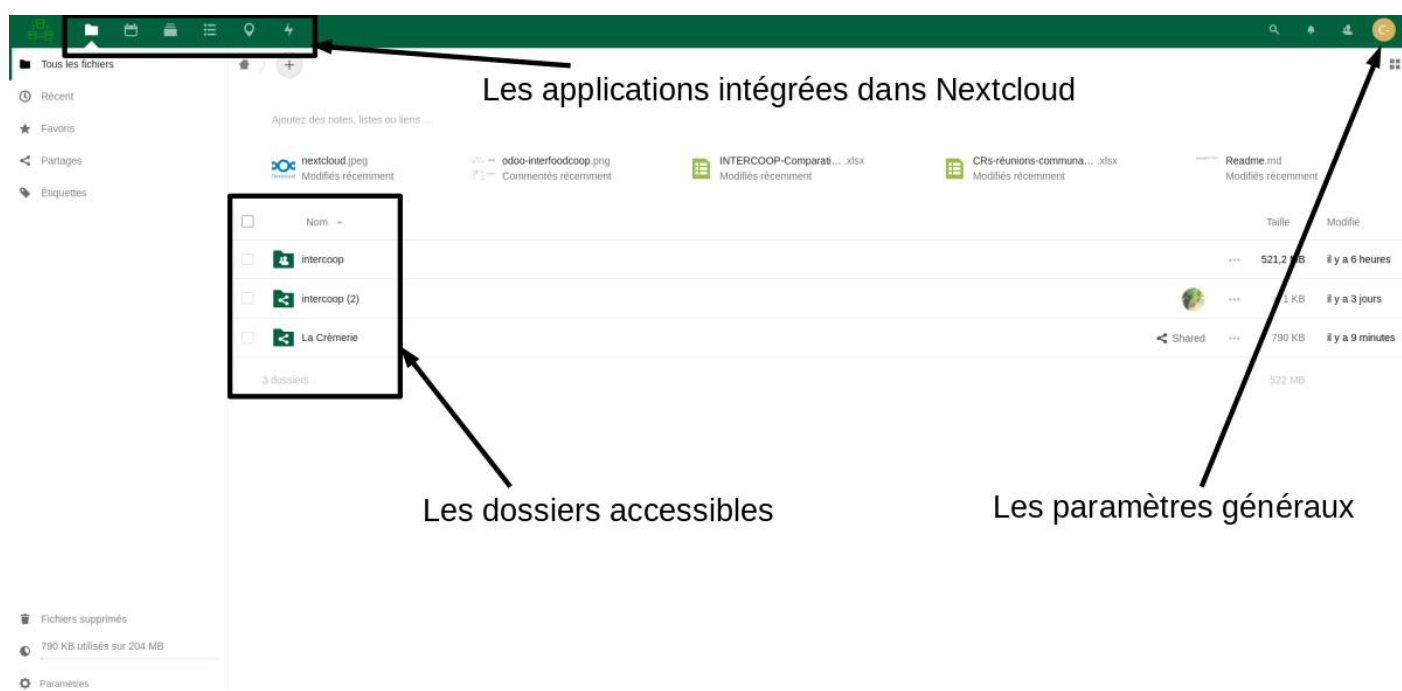 Tous les fichiers
Les applications intégrées dans Nextcloud
Récent
Favoris
Partages
Étiquettes
Ajoutez des notes, listes ou liens ...
nextcloud.jpeg
Modifiés récemment
odoo-interfoodcoop.png
Commentés récemment
INTERCOOP-Comparati... .xlsx
Modifiés récemment
CRs-réunions-communa... .xlsx
Modifiés récemment
Readme.md
Modifiés récemment
Nom Taille Modifié
intercoop 521,2 MB il y a 6 heures
intercoop (2) KB il y a 3 jours
La Crèmerie Shared 790 KB il y a 9 minutes
3 dossiers 522 MB
Les dossiers accessibles
Les paramètres généraux
Fichiers supprimés
790 KB utilisés sur 204 MB
Paramètres